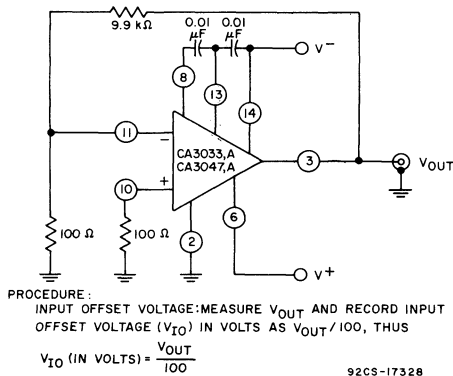 9.9 kΩ
0.01 μF
0.01 μF
V⁻
8
13
14
11
−
CA3033,A
CA3047,A
3
VOUT
10
+
6
100 Ω
100 Ω
2
V⁺
PROCEDURE:
INPUT OFFSET VOLTAGE: MEASURE VOUT AND RECORD INPUT
OFFSET VOLTAGE (VIO) IN VOLTS AS VOUT/100, THUS
VIO (IN VOLTS) = VOUT
100
92CS-17328